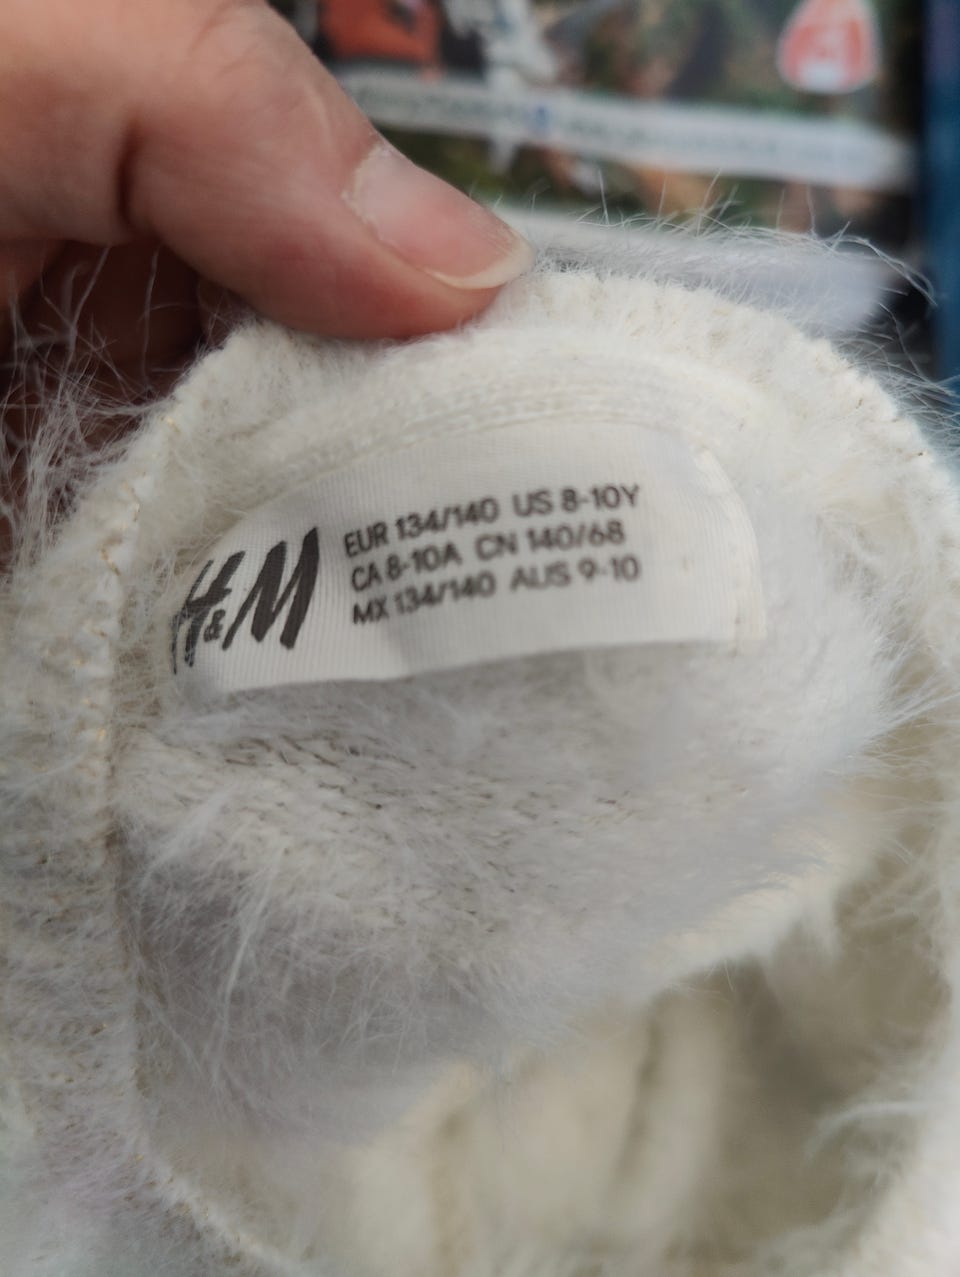 H&M
EUR 134/140 US 8-10Y
CA 8-10A CN 140/68
MX 134/140 AUS 9-10